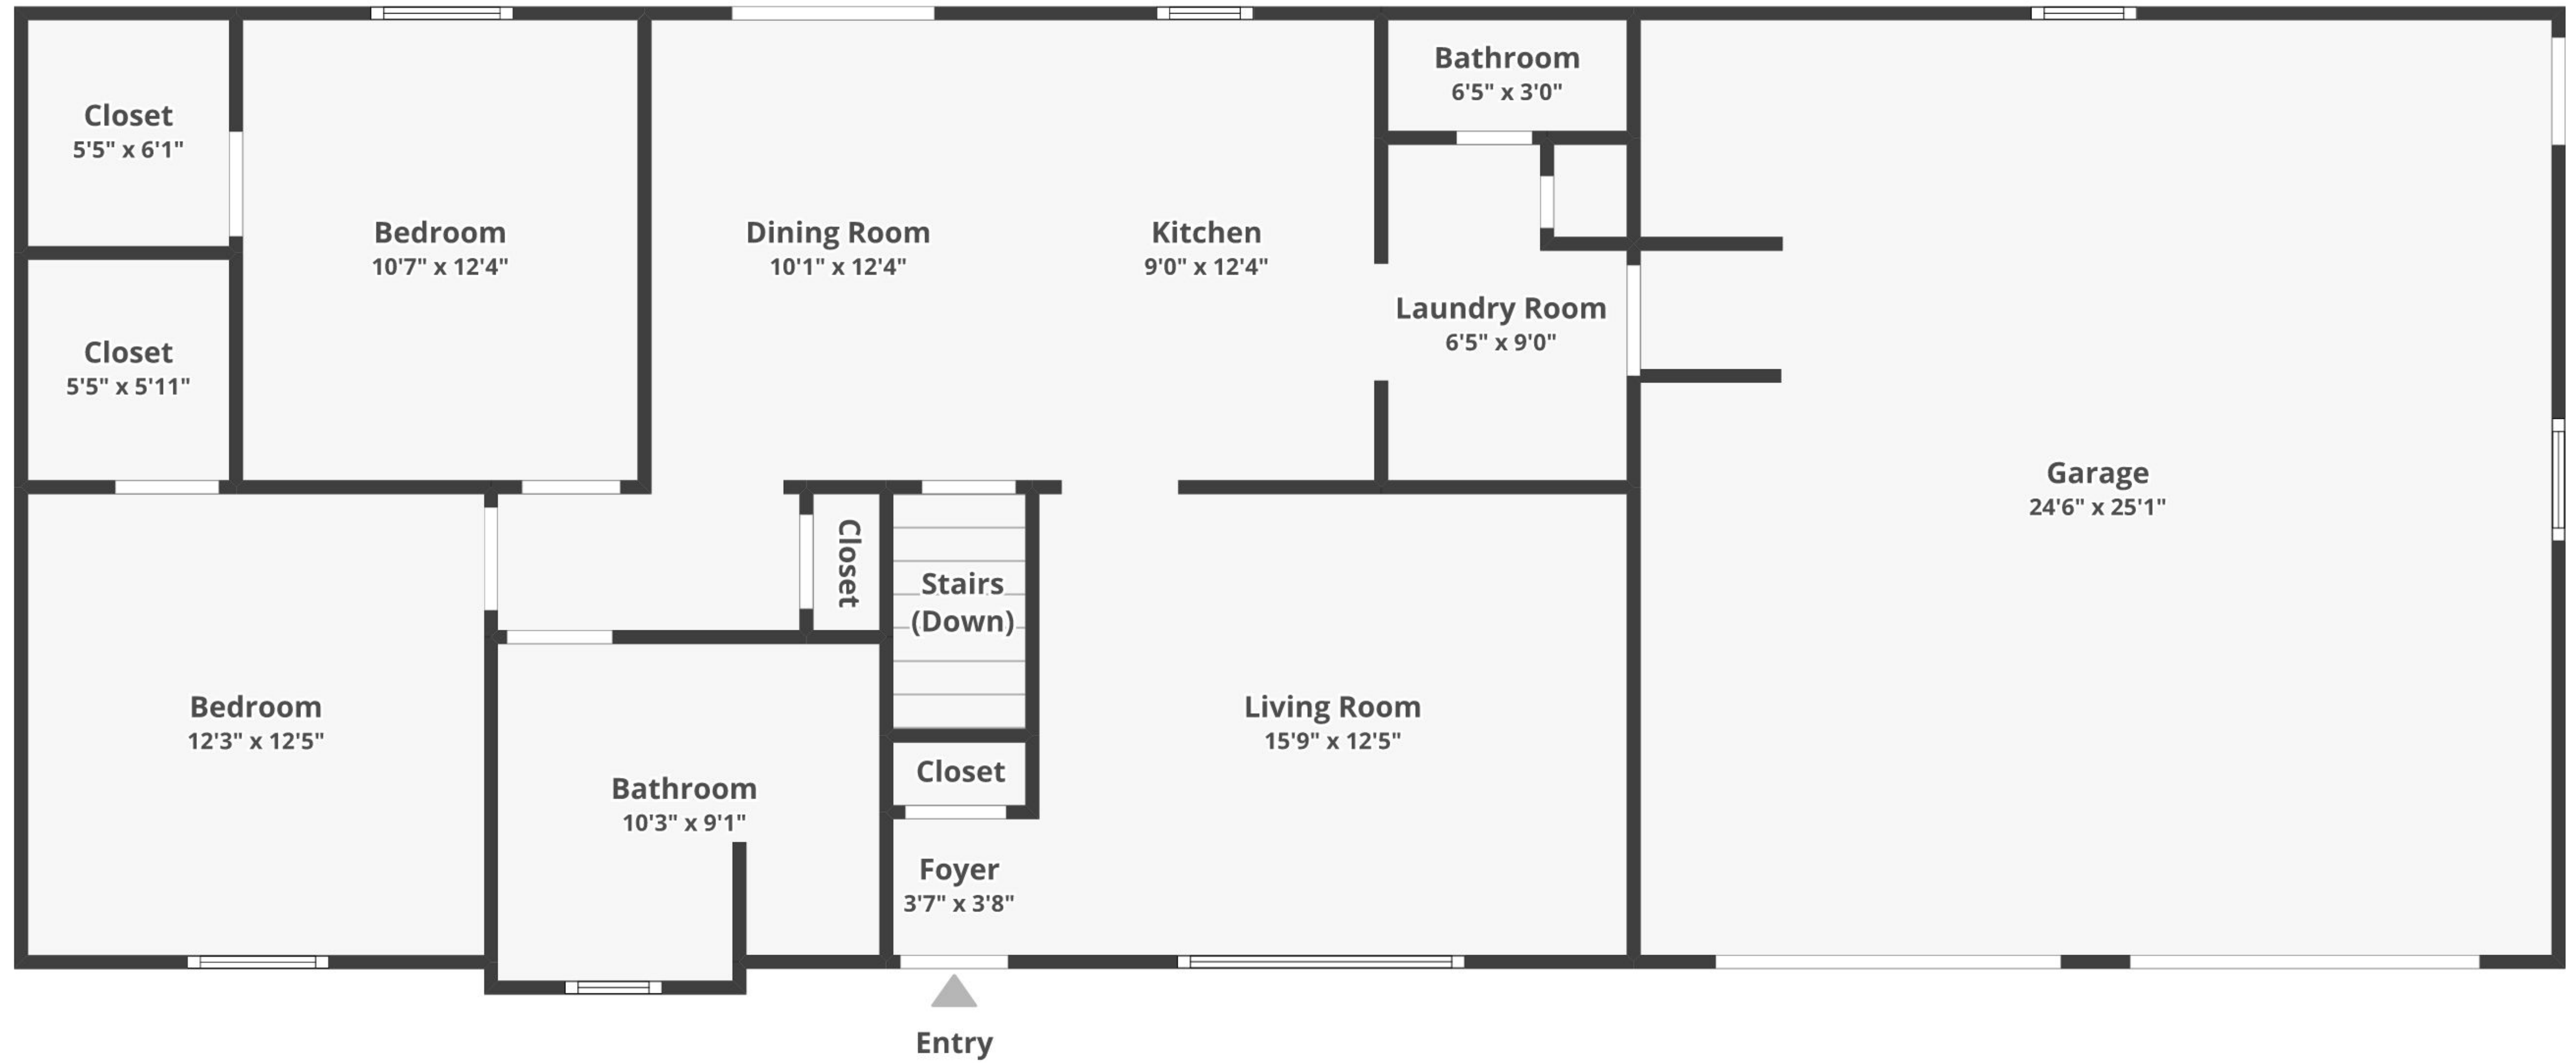 Closet
5'5" x 6'1"
Bedroom
10'7" x 12'4"
Dining Room
10'1" x 12'4"
Kitchen
9'0" x 12'4"
Bathroom
6'5" x 3'0"
Laundry Room
6'5" x 9'0"
Closet
5'5" x 5'11"
Garage
24'6" x 25'1"
Closet
Stairs
(Down)
Bedroom
12'3" x 12'5"
Living Room
15'9" x 12'5"
Closet
Bathroom
10'3" x 9'1"
Foyer
3'7" x 3'8"
Entry